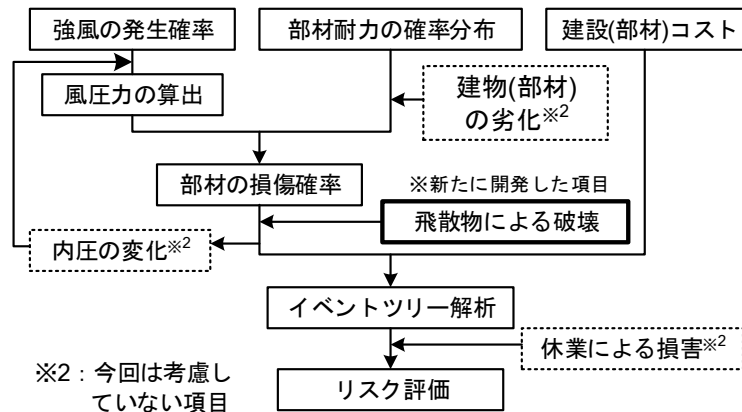 強風の発生確率
部材耐力の確率分布
建設(部材)コスト
風圧力の算出
建物(部材)
の劣化※2
部材の損傷確率
※新たに開発した項目
飛散物による破壊
内圧の変化※2
イベントツリー解析
休業による損害※2
※2：今回は考慮し
ていない項目
リスク評価